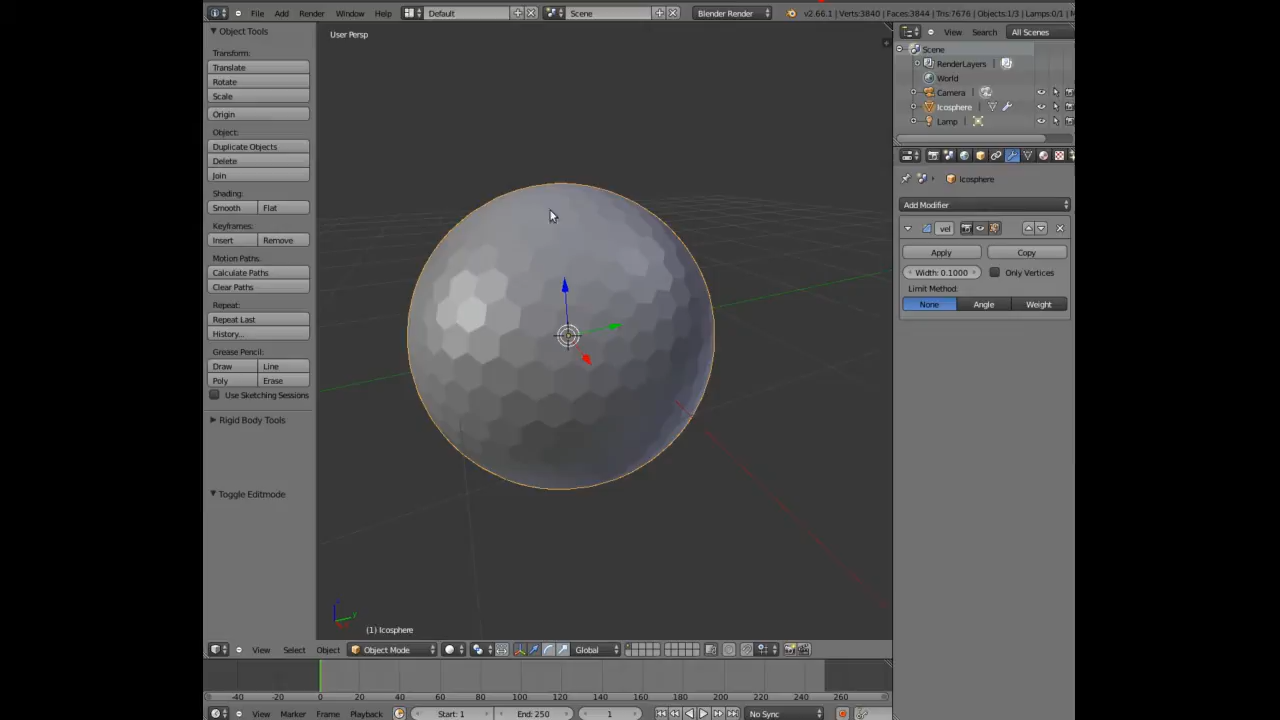 File Add Render Window Help Default Scene Blender Render v2.66.1 | Verts:3840 | Faces:3844 | Tris:7676 | Objects:1/3 | Lamps:0/1 | M
Object Tools
Transform:
Translate
Rotate
Scale
Origin
Object:
Duplicate Objects
Delete
Join
Shading:
Smooth Flat
Keyframes:
Insert Remove
Motion Paths:
Calculate Paths
Clear Paths
Repeat:
Repeat Last
History...
Grease Pencil:
Draw Line
Poly Erase
Use Sketching Sessions
Rigid Body Tools
Toggle Editmode
User Persp
(1) Icosphere
View Select Object Object Mode Global
View Search All Scenes
Scene
RenderLayers |
World
Camera |
Icosphere |
Lamp |
Icosphere
Add Modifier
vel
Apply Copy
Width: 0.1000 Only Vertices
Limit Method:
None Angle Weight
-40 -20 0 20 40 60 80 100 120 140 160 180 200 220 240 260
View Marker Frame Playback Start: 1 End: 250 1 No Sync